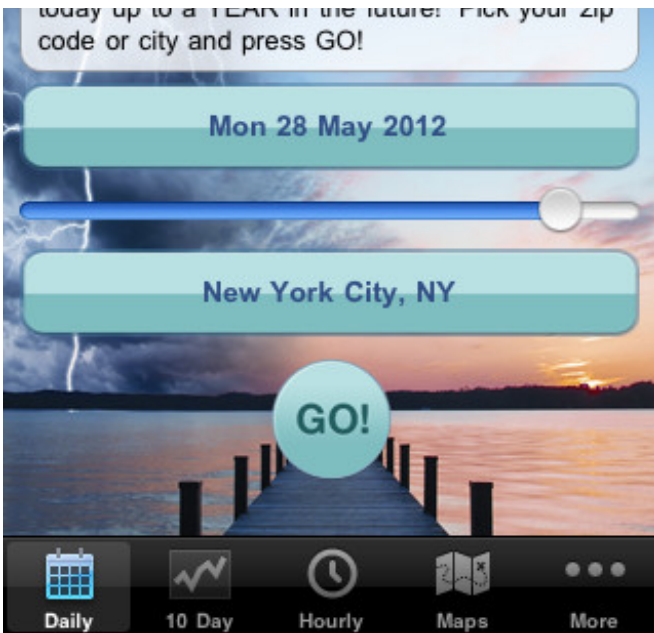 today up to a YEAR in the future! Pick your zip
code or city and press GO!
Mon 28 May 2012
New York City, NY
GO!
Daily
10 Day
Hourly
Maps
More